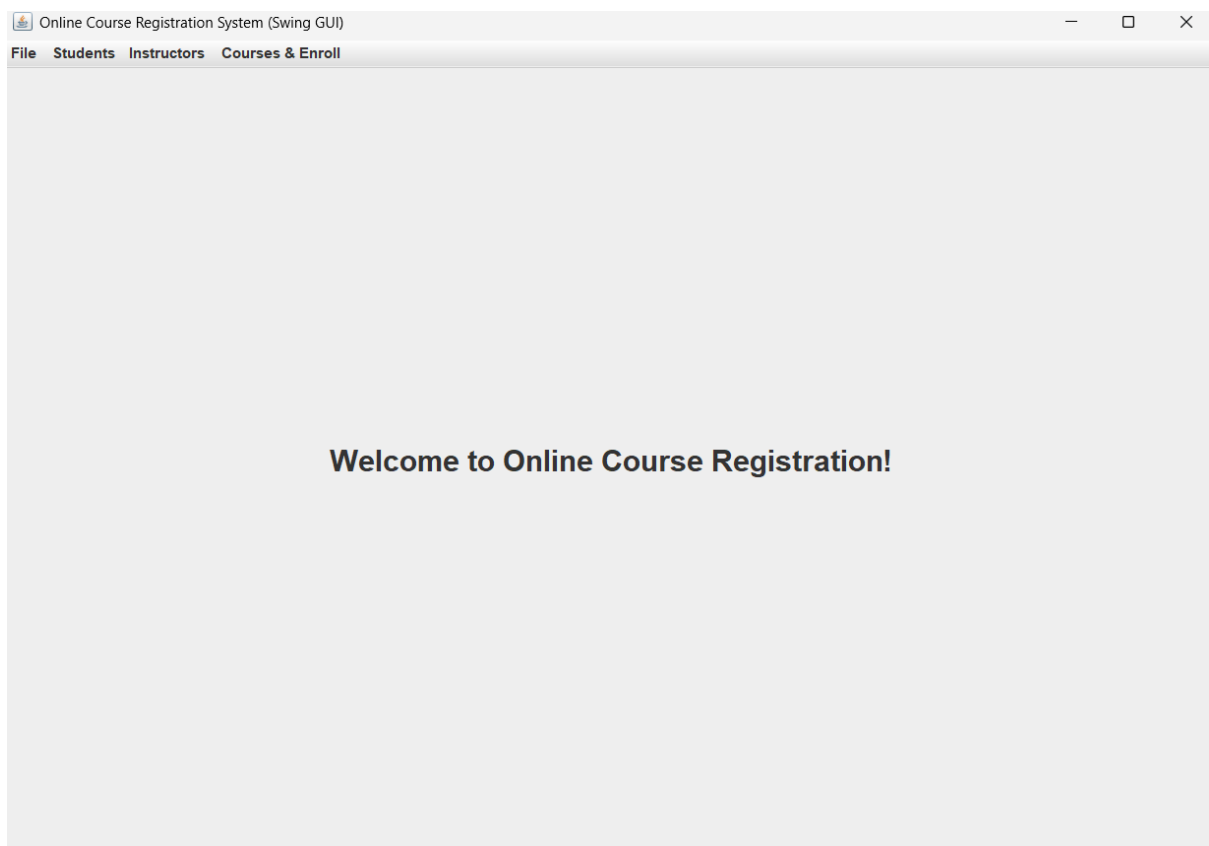 Online Course Registration System (Swing GUI)
File Students Instructors Courses & Enroll
Welcome to Online Course Registration!